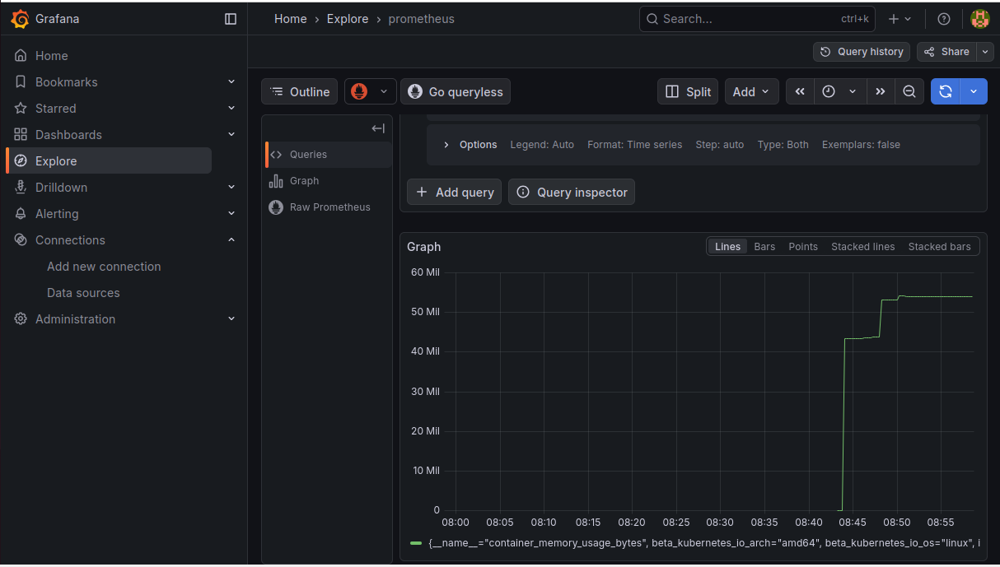 Grafana
Home › Explore › prometheus
Search... ctrl+k
Query history
Share
Home
Bookmarks
Starred
Dashboards
Explore
Drilldown
Alerting
Connections
Add new connection
Data sources
Administration
Outline
Go queryless
Split
Add
Queries
Graph
Raw Prometheus
Options Legend: Auto Format: Time series Step: auto Type: Both Exemplars: false
+ Add query
Query inspector
Graph
Lines Bars Points Stacked lines Stacked bars
60 Mil
50 Mil
40 Mil
30 Mil
20 Mil
10 Mil
0
08:00 08:05 08:10 08:15 08:20 08:25 08:30 08:35 08:40 08:45 08:50 08:55
{__name__="container_memory_usage_bytes", beta_kubernetes_io_arch="amd64", beta_kubernetes_io_os="linux", i